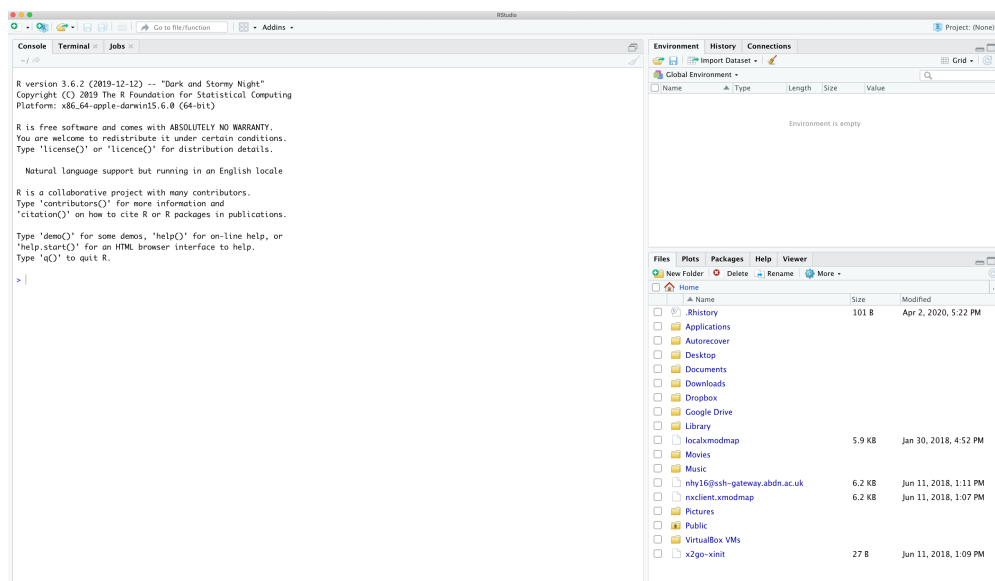 RStudio
Go to file/function Addins Project: (None)
Console Terminal Jobs
~/
R version 3.6.2 (2019-12-12) -- "Dark and Stormy Night"
Copyright (C) 2019 The R Foundation for Statistical Computing
Platform: x86_64-apple-darwin15.6.0 (64-bit)
R is free software and comes with ABSOLUTELY NO WARRANTY.
You are welcome to redistribute it under certain conditions.
Type 'license()' or 'licence()' for distribution details.
Natural language support but running in an English locale
R is a collaborative project with many contributors.
Type 'contributors()' for more information and
'citation()' on how to cite R or R packages in publications.
Type 'demo()' for some demos, 'help()' for on-line help, or
'help.start()' for an HTML browser interface to help.
Type 'q()' to quit R.
>
Environment History Connections
Import Dataset Grid
Global Environment
Name Type Length Size Value
Environment is empty
Files Plots Packages Help Viewer
New Folder Delete Rename More
Home
Name Size Modified
.Rhistory 101 B Apr 2, 2020, 5:22 PM
Applications
Autorecover
Desktop
Documents
Downloads
Dropbox
Google Drive
Library
localxmodmap 5.9 KB Jan 30, 2018, 4:52 PM
Movies
Music
nhy16@ssh-gateway.abdn.ac.uk 6.2 KB Jun 11, 2018, 1:11 PM
nxclient.xmodmap 6.2 KB Jun 11, 2018, 1:07 PM
Pictures
Public
VirtualBox VMs
x2go-xinit 27 B Jun 11, 2018, 1:09 PM